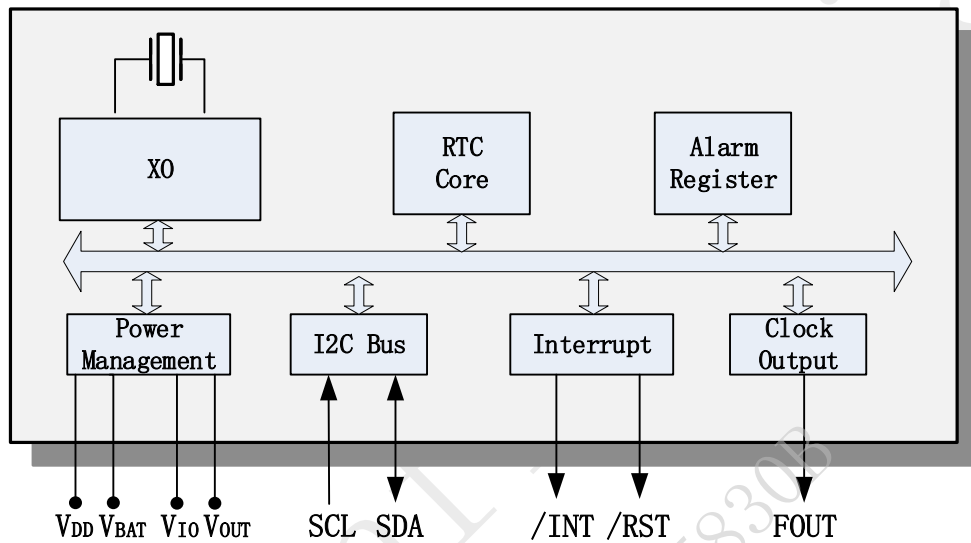 XO
RTC
Core
Alarm
Register
Power
Management
I2C Bus
Interrupt
Clock
Output
VDD VBAT VIO VOUT SCL SDA /INT /RST FOUT